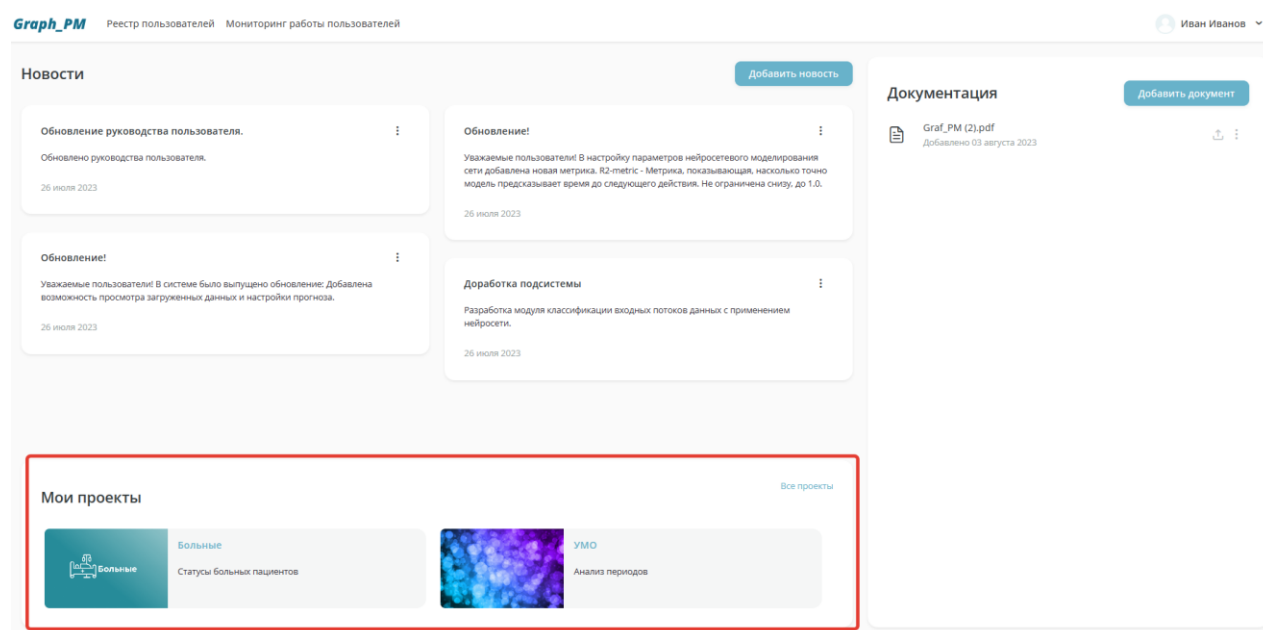 Graph_PM
Реестр пользователей
Мониторинг работы пользователей
Иван Иванов
Новости
Добавить новость
Обновление руководства пользователя.
Обновлено руководства пользователя.
26 июля 2023
Обновление!
Уважаемые пользователи! В настройку параметров нейросетевого моделирования
сети добавлена новая метрика. R2-metric - Метрика, показывающая, насколько точно
модель предсказывает время до следующего действия. Не ограничена снизу, до 1.0.
26 июля 2023
Обновление!
Уважаемые пользователи! В системе было выпущено обновление: Добавлена
возможность просмотра загруженных данных и настройки прогноза.
26 июля 2023
Доработка подсистемы
Разработка модуля классификации входных потоков данных с применением
нейросети.
26 июля 2023
Документация
Добавить документ
Graf_PM (2).pdf
Добавлено 03 августа 2023
Мои проекты
Все проекты
Больные
Больные
Статусы больных пациентов
УМО
Анализ периодов